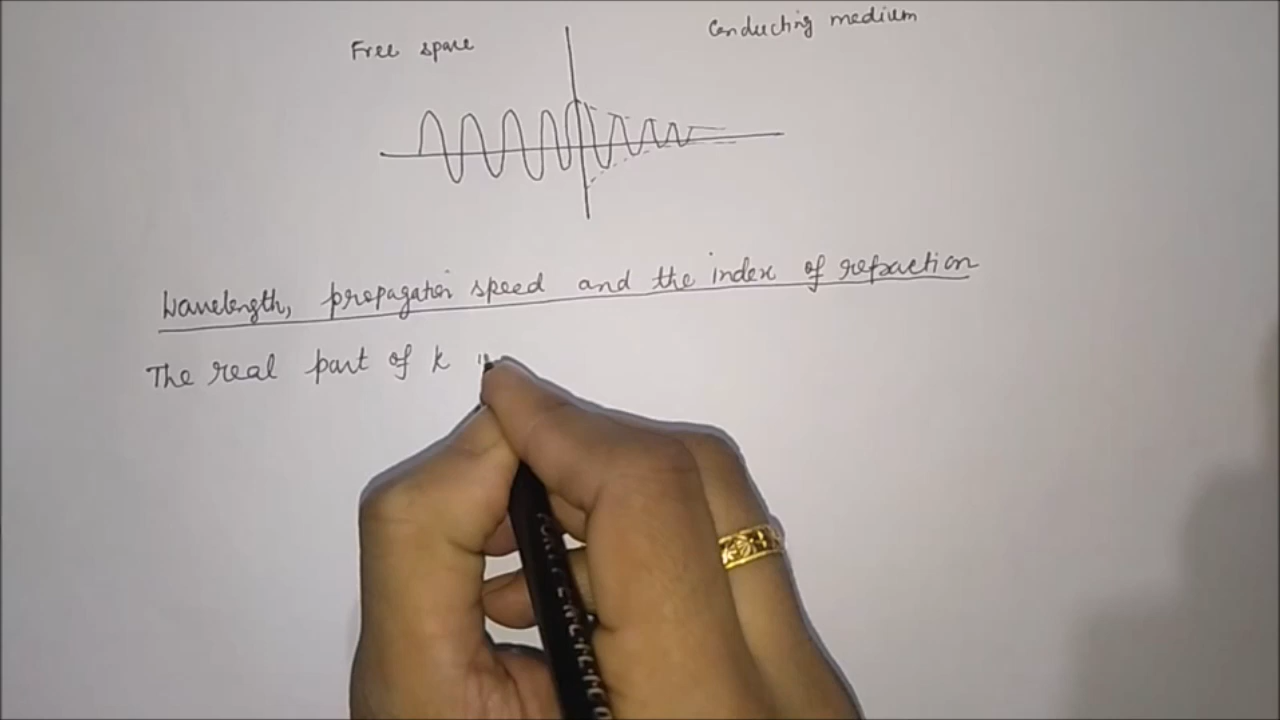 Free space
Conducting medium
Wavelength, propagation speed and the index of refraction
The real part of k